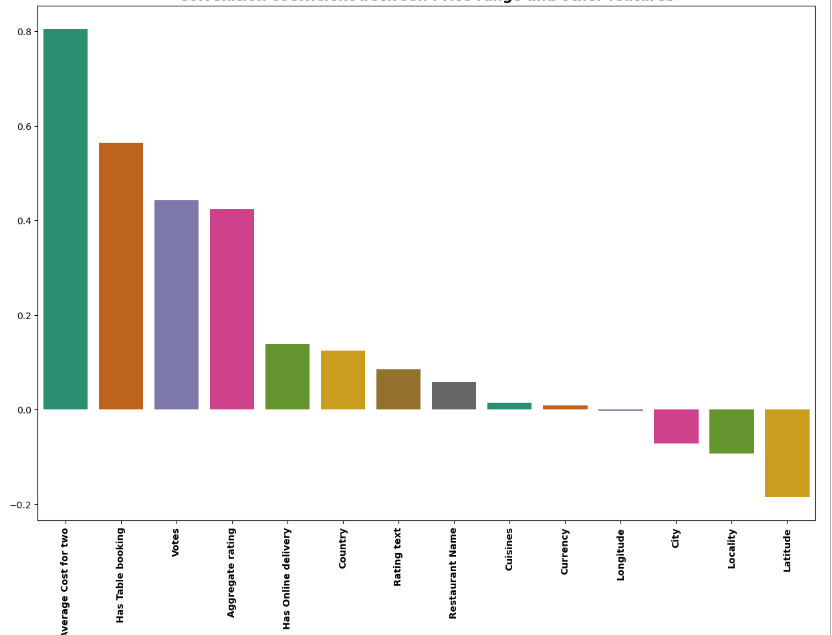 0.8
0.6
0.4
0.2
0.0
−0.2
Average Cost for two
Has Table booking
Votes
Aggregate rating
Has Online delivery
Country
Rating text
Restaurant Name
Cuisines
Currency
Longitude
City
Locality
Latitude